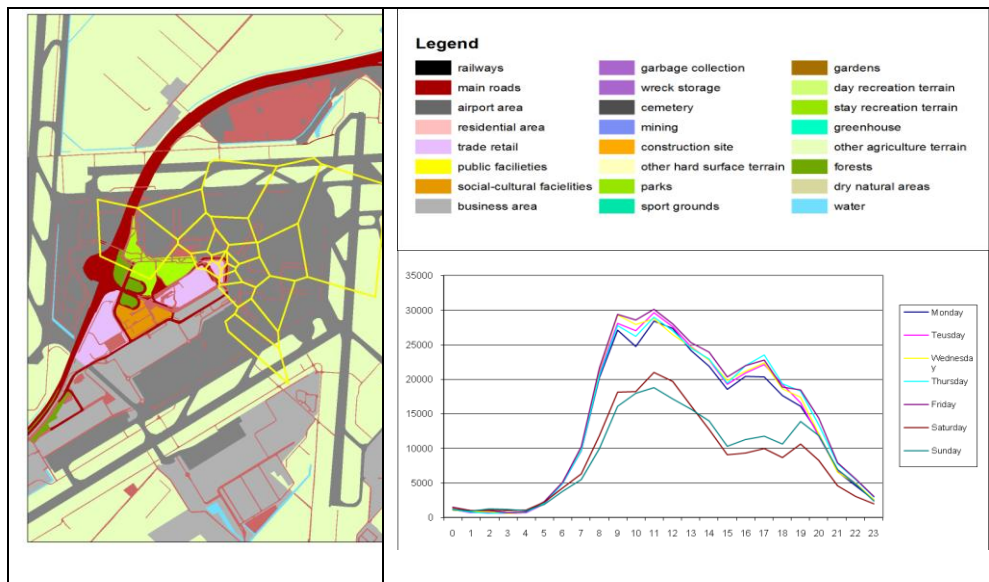 Legend
railways
main roads
airport area
residential area
trade retail
public facilieties
social-cultural facielities
business area
garbage collection
wreck storage
cemetery
mining
construction site
other hard surface terrain
parks
sport grounds
gardens
day recreation terrain
stay recreation terrain
greenhouse
other agriculture terrain
forests
dry natural areas
water
35000
30000
25000
20000
15000
10000
5000
0
0 1 2 3 4 5 6 7 8 9 10 11 12 13 14 15 16 17 18 19 20 21 22 23
Monday
Teusday
Wednesda
y
Thursday
Friday
Saturday
Sunday